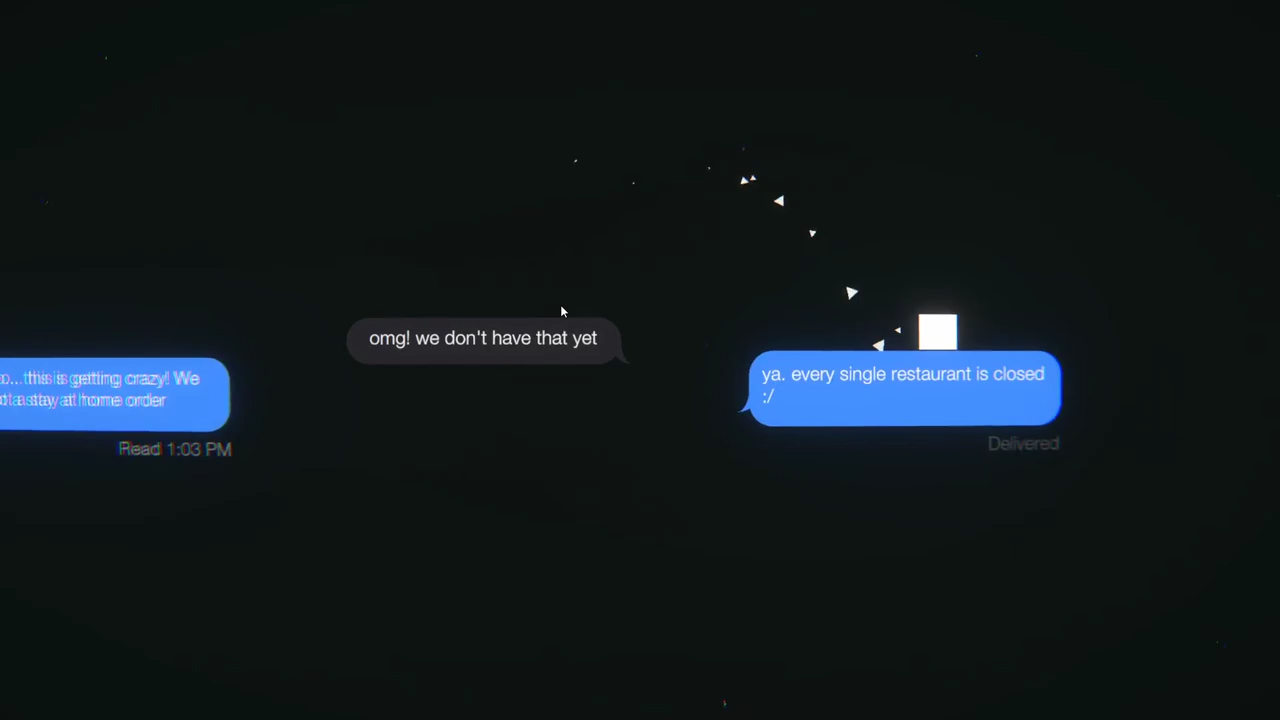 this is getting crazy! We
a stay at home order
Read 1:03 PM
omg! we don't have that yet
ya. every single restaurant is closed
:/
Delivered